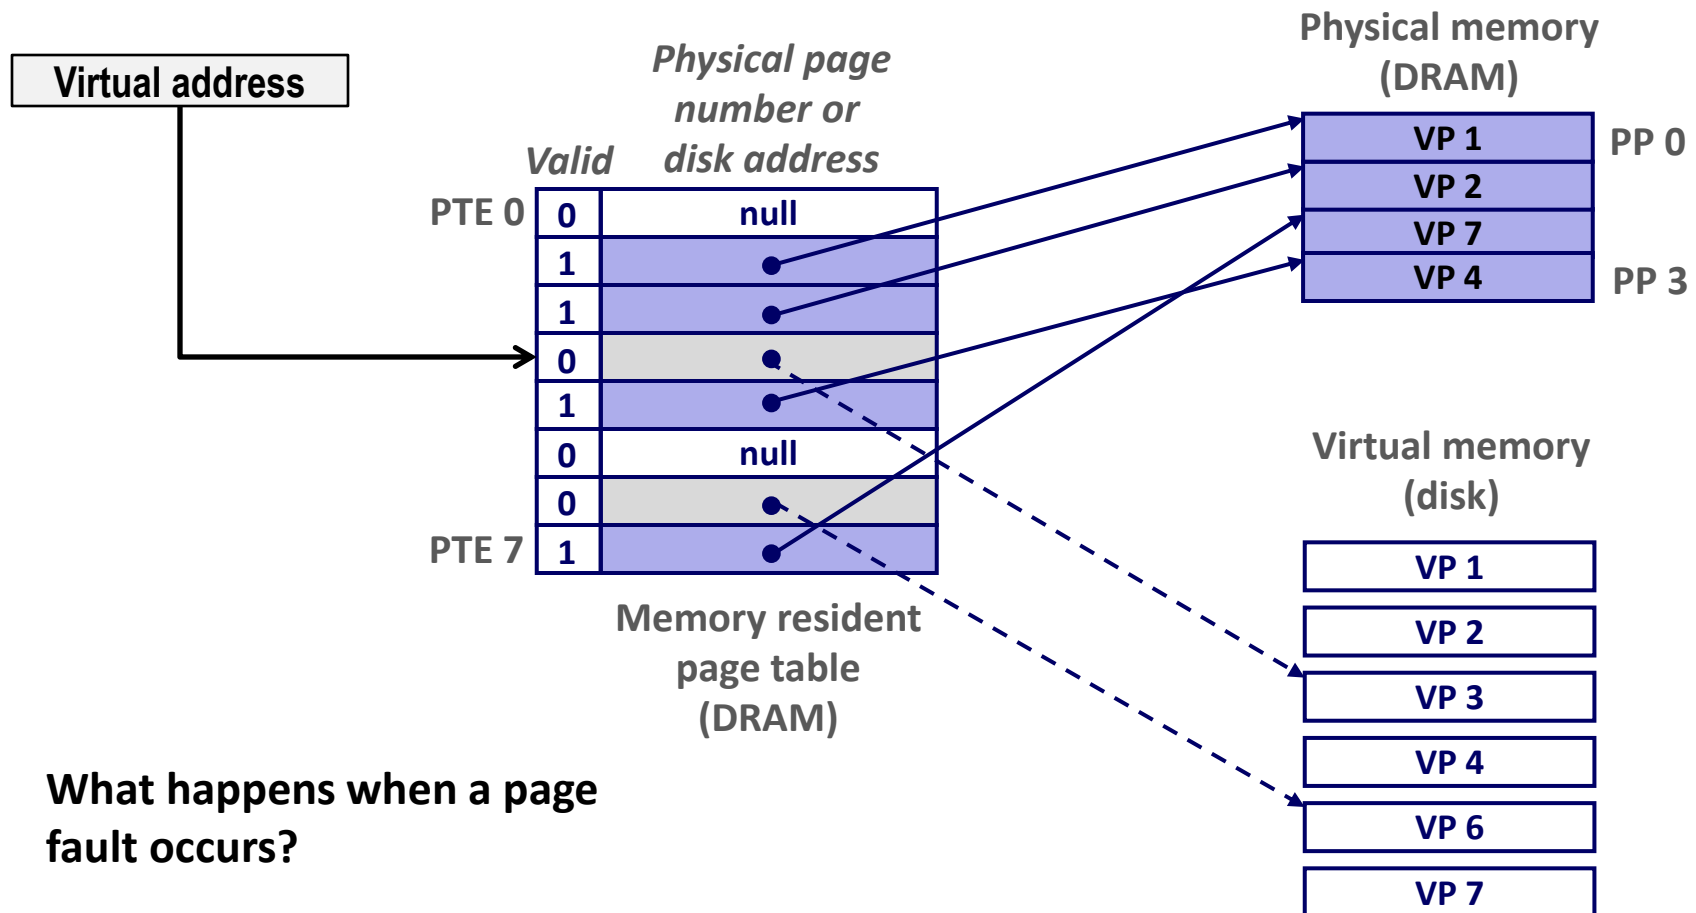 Virtual address
Physical page
number or
disk address
Valid
PTE 0
0
null
1
1
0
1
0
null
0
PTE 7
1
Memory resident
page table
(DRAM)
Physical memory
(DRAM)
VP 1
PP 0
VP 2
VP 7
VP 4
PP 3
Virtual memory
(disk)
VP 1
VP 2
VP 3
VP 4
VP 6
VP 7
What happens when a page
fault occurs?